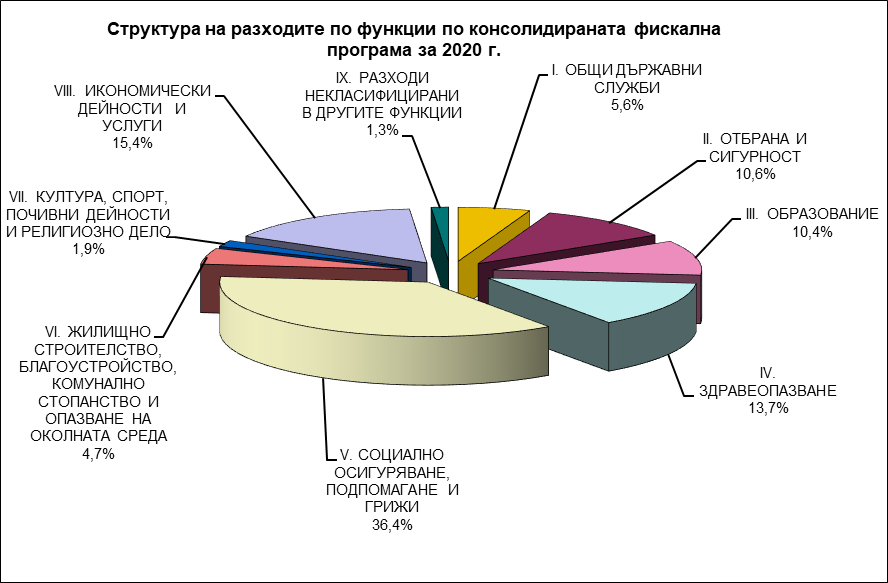 Структура на разходите по функции по консолидираната фискална
програма за 2020 г.
I. ОБЩИ ДЪРЖАВНИ
СЛУЖБИ
5,6%
II. ОТБРАНА И
СИГУРНОСТ
10,6%
III. ОБРАЗОВАНИЕ
10,4%
IV.
ЗДРАВЕОПАЗВАНЕ
13,7%
V. СОЦИАЛНО
ОСИГУРЯВАНЕ,
ПОДПОМАГАНЕ И
ГРИЖИ
36,4%
VI. ЖИЛИЩНО
СТРОИТЕЛСТВО,
БЛАГОУСТРОЙСТВО,
КОМУНАЛНО
СТОПАНСТВО И
ОПАЗВАНЕ НА
ОКОЛНАТА СРЕДА
4,7%
VII. КУЛТУРА, СПОРТ,
ПОЧИВНИ ДЕЙНОСТИ
И РЕЛИГИОЗНО ДЕЛО
1,9%
VIII. ИКОНОМИЧЕСКИ
ДЕЙНОСТИ И
УСЛУГИ
15,4%
IX. РАЗХОДИ
НЕКЛАСИФИЦИРАНИ
В ДРУГИТЕ ФУНКЦИИ
1,3%